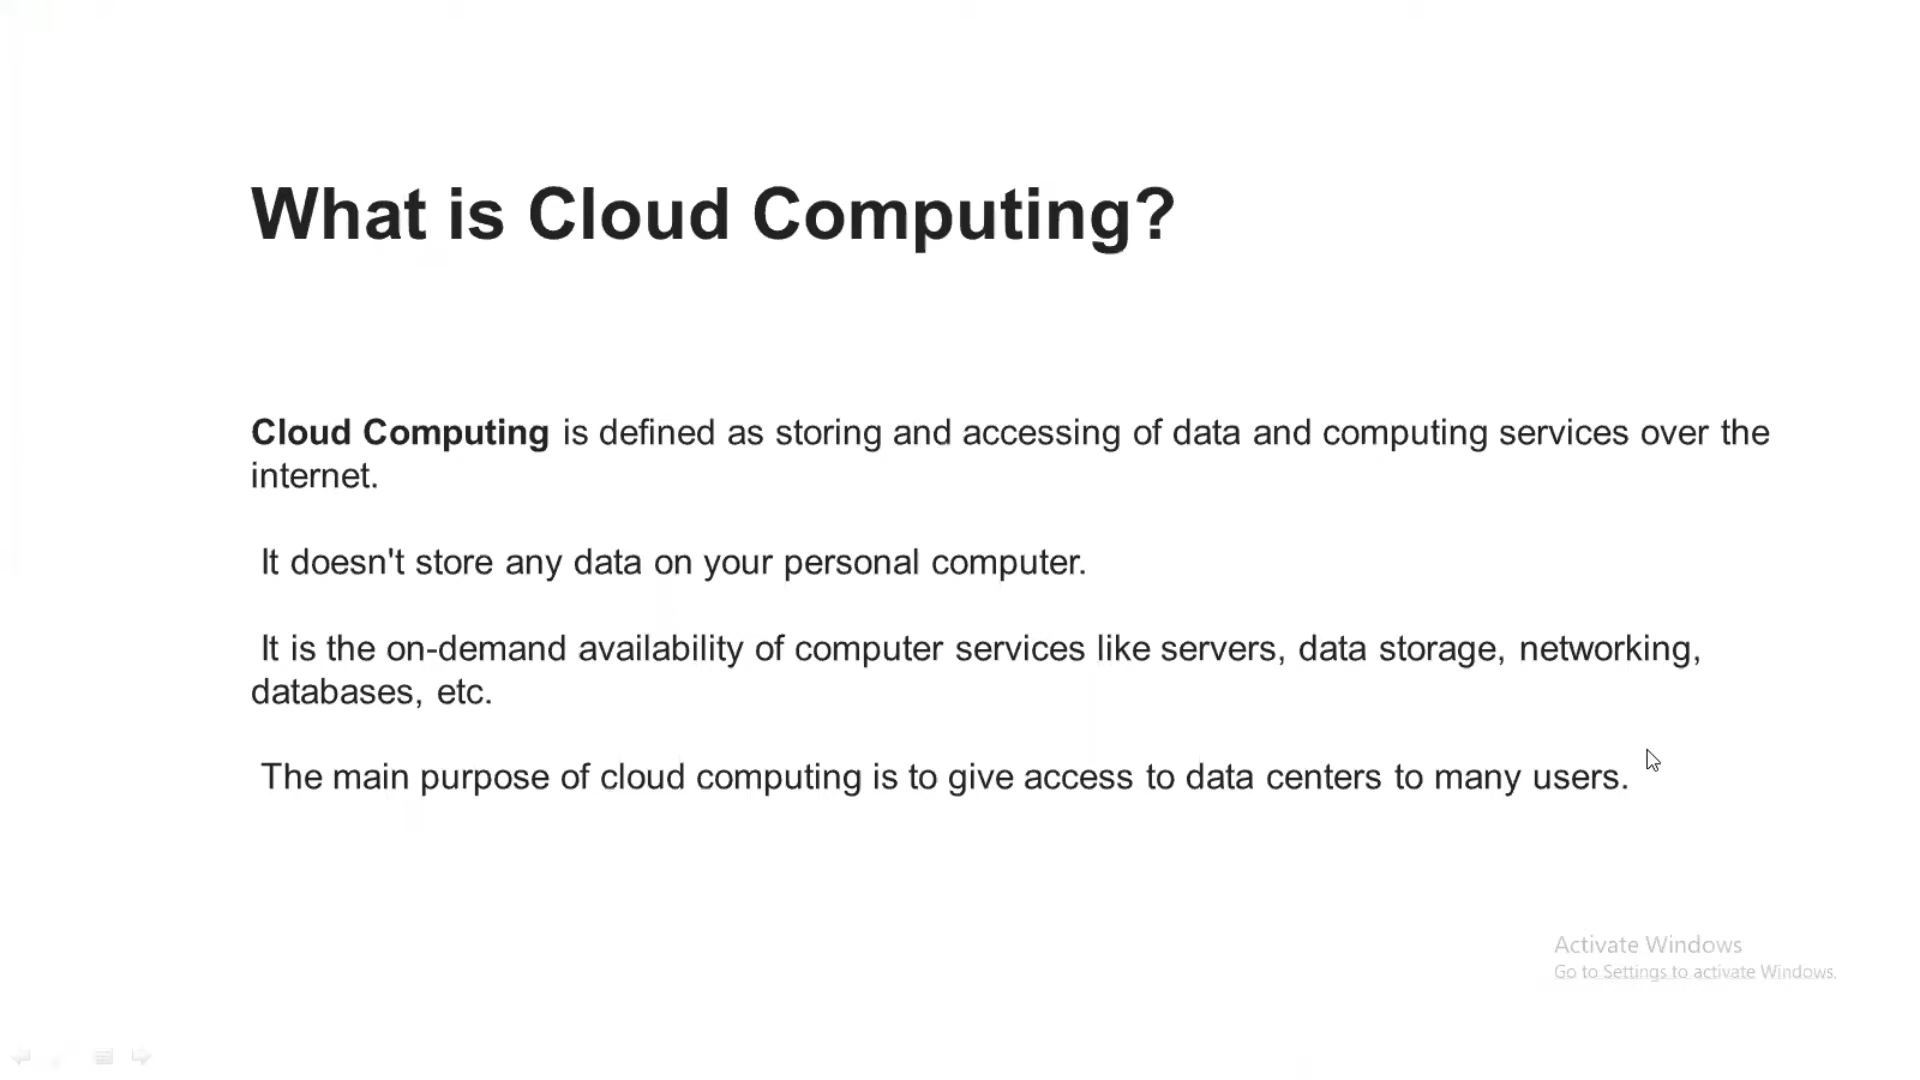 What is Cloud Computing?
Cloud Computing is defined as storing and accessing of data and computing services over the
internet.
It doesn't store any data on your personal computer.
It is the on-demand availability of computer services like servers, data storage, networking,
databases, etc.
The main purpose of cloud computing is to give access to data centers to many users.
Activate Windows
Go to Settings to activate Windows.